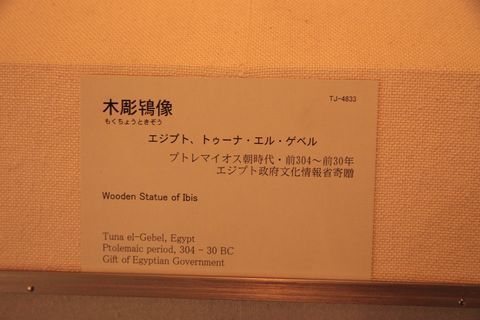 TJ-4833
木彫鴇像
もくちょうときぞう
エジプト、トゥーナ・エル・ゲベル
プトレマイオス朝時代・前304～前30年
エジプト政府文化情報省寄贈
Wooden Statue of Ibis
Tuna el-Gebel, Egypt
Ptolemaic period, 304 - 30 BC
Gift of Egyptian Government